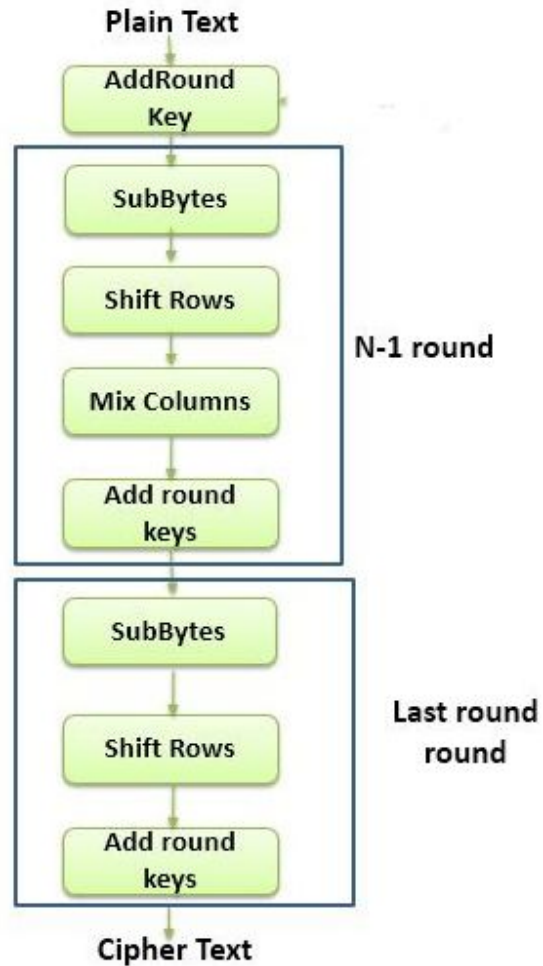 Plain Text
AddRound
Key
SubBytes
Shift Rows
Mix Columns
Add round
keys
N-1 round
SubBytes
Shift Rows
Add round
keys
Last round
round
Cipher Text